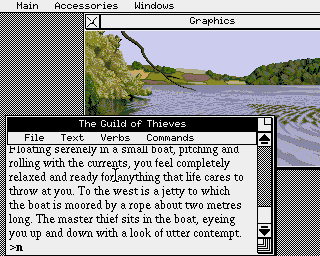 Main Accessories Windows
Graphics
The Guild of Thieves
File Text Verbs Commands
Floating serenely in a small boat, pitching and
rolling with the currents, you feel completely
relaxed and ready for anything that life cares to
throw at you. To the west is a jetty to which
the boat is moored by a rope about two metres
long. The master thief sits in the boat, eyeing
you up and down with a look of utter contempt.
>n